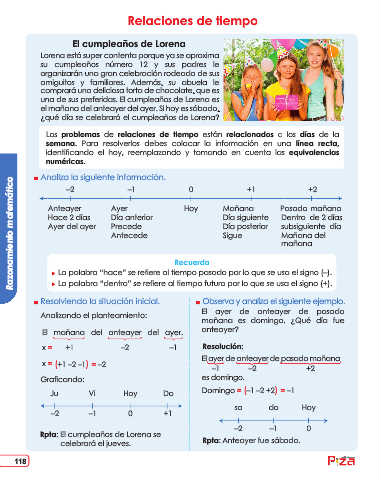 Relaciones de tiempo
El cumpleaños de Lorena
Lorena está super contenta porque ya se aproxima
su cumpleaños número 12 y sus padres le
organizarán una gran celebración rodeada de sus
amiguitos y familiares. Además, su abuela le
comprará una deliciosa torta de chocolate, que es
una de sus preferidas. El cumpleaños de Lorena es
el mañana del anteayer del ayer. Si hoy es sábado,
¿qué día se celebrará el cumpleaños de Lorena?
Los problemas de relaciones de tiempo están relacionados a los días de la
semana. Para resolverlos debes colocar la información en una línea recta,
identificando el hoy, reemplazando y tomando en cuenta las equivalencias
numéricas.
Razonamiento matemático
Analiza la siguiente información.
–2 –1 0 +1 +2
Anteayer Ayer Hoy Mañana Pasado mañana
Hace 2 días Día anterior Día siguiente Dentro de 2 días
Ayer del ayer Precede Día posterior subsiguiente día
Antecede Sigue Mañana del
mañana
Recuerda
La palabra “hace” se refiere al tiempo pasado por lo que se usa el signo (–).
La palabra “dentro” se refiere al tiempo futuro por lo que se usa el signo (+).
Resolviendo la situación inicial.
Analizando el planteamiento:
El mañana del anteayer del ayer.
x = +1 –2 –1
x = (+1 –2 –1) = –2
Graficando:
Ju Vi Hoy Do
–2 –1 0 +1
Rpta: El cumpleaños de Lorena se
celebrará el jueves.
Observa y analiza el siguiente ejemplo.
El ayer de anteayer de pasado
mañana es domingo. ¿Qué día fue
anteayer?
Resolución:
El ayer de anteayer de pasado mañana
–1 –2 +2
es domingo.
Domingo = (–1 –2 +2) = –1
sa do Hoy
–2 –1 0
Rpta: Anteayer fue sábado.
118